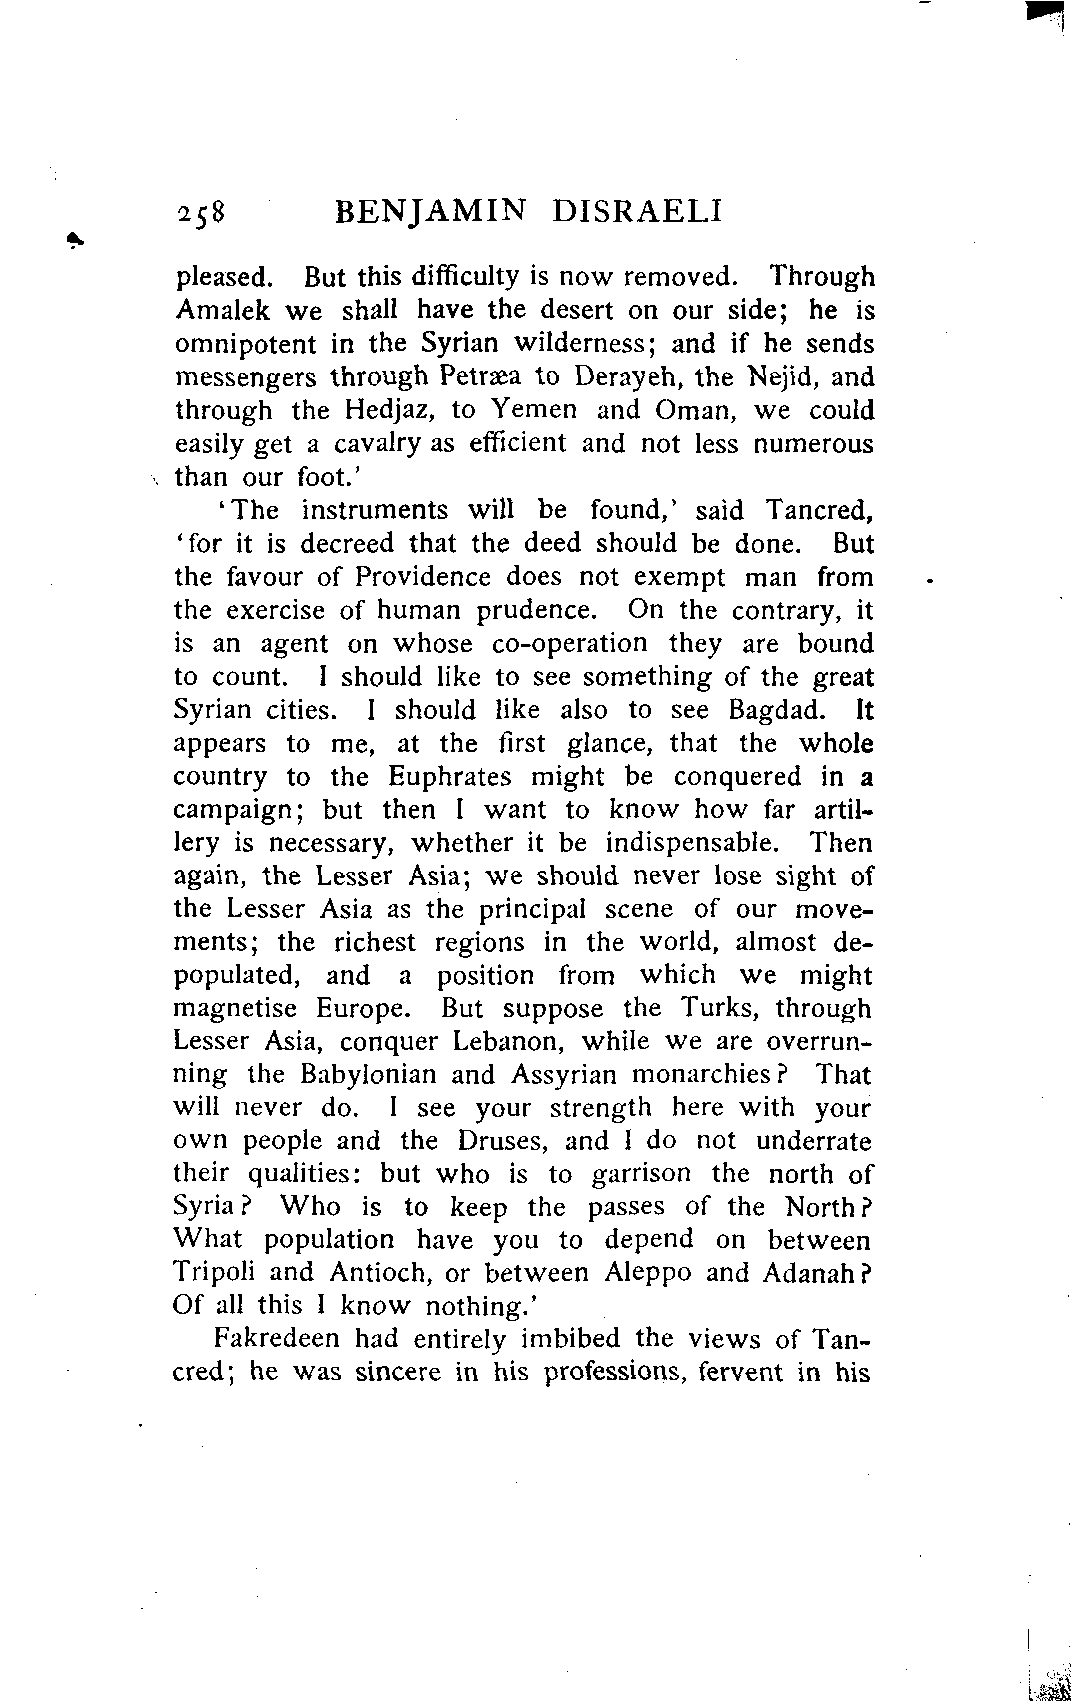 258 BENJAMIN DISRAELI
pleased. But this difficulty is now removed. Through
Amalek we shall have the desert on our side; he is
omnipotent in the Syrian wilderness; and if he sends
messengers through Petræa to Derayeh, the Nejid, and
through the Hedjaz, to Yemen and Oman, we could
easily get a cavalry as efficient and not less numerous
than our foot.'
'The instruments will be found,' said Tancred,
'for it is decreed that the deed should be done. But
the favour of Providence does not exempt man from
the exercise of human prudence. On the contrary, it
is an agent on whose co-operation they are bound
to count. I should like to see something of the great
Syrian cities. I should like also to see Bagdad. It
appears to me, at the first glance, that the whole
country to the Euphrates might be conquered in a
campaign; but then I want to know how far artil-
lery is necessary, whether it be indispensable. Then
again, the Lesser Asia; we should never lose sight of
the Lesser Asia as the principal scene of our move-
ments; the richest regions in the world, almost de-
populated, and a position from which we might
magnetise Europe. But suppose the Turks, through
Lesser Asia, conquer Lebanon, while we are overrun-
ning the Babylonian and Assyrian monarchies? That
will never do. I see your strength here with your
own people and the Druses, and I do not underrate
their qualities: but who is to garrison the north of
Syria? Who is to keep the passes of the North?
What population have you to depend on between
Tripoli and Antioch, or between Aleppo and Adanah?
Of all this I know nothing.'
Fakredeen had entirely imbibed the views of Tan-
cred; he was sincere in his professions, fervent in his